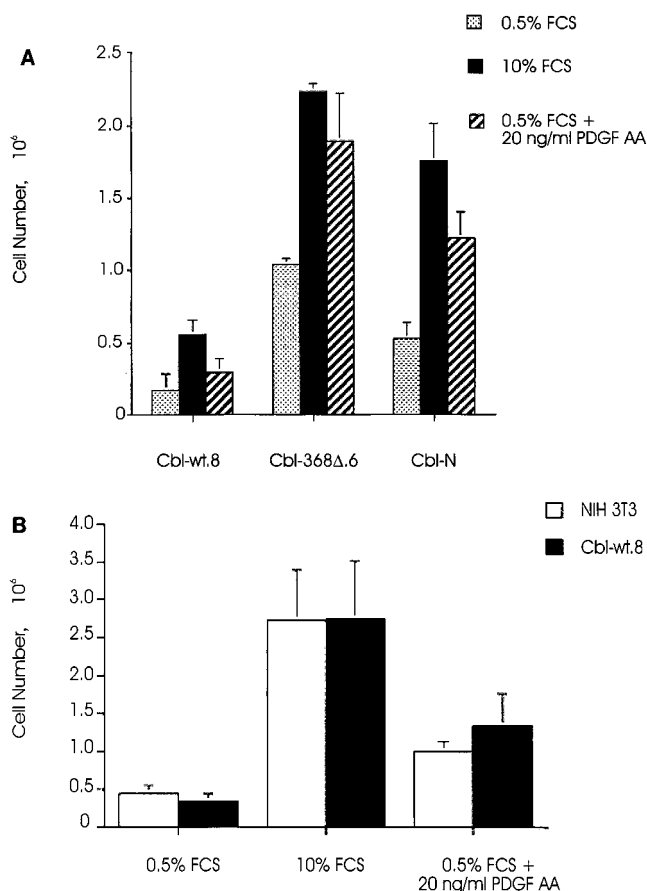 A
0.5% FCS
10% FCS
0.5% FCS +
20 ng/ml PDGF AA
Cell Number, 10⁶
2.5
2.0
1.5
1.0
0.5
0
Cbl-wt.8
Cbl-368Δ.6
Cbl-N
B
NIH 3T3
Cbl-wt.8
Cell Number, 10⁶
4.0
3.5
3.0
2.5
2.0
1.5
1.0
0.5
0
0.5% FCS
10% FCS
0.5% FCS +
20 ng/ml PDGF AA